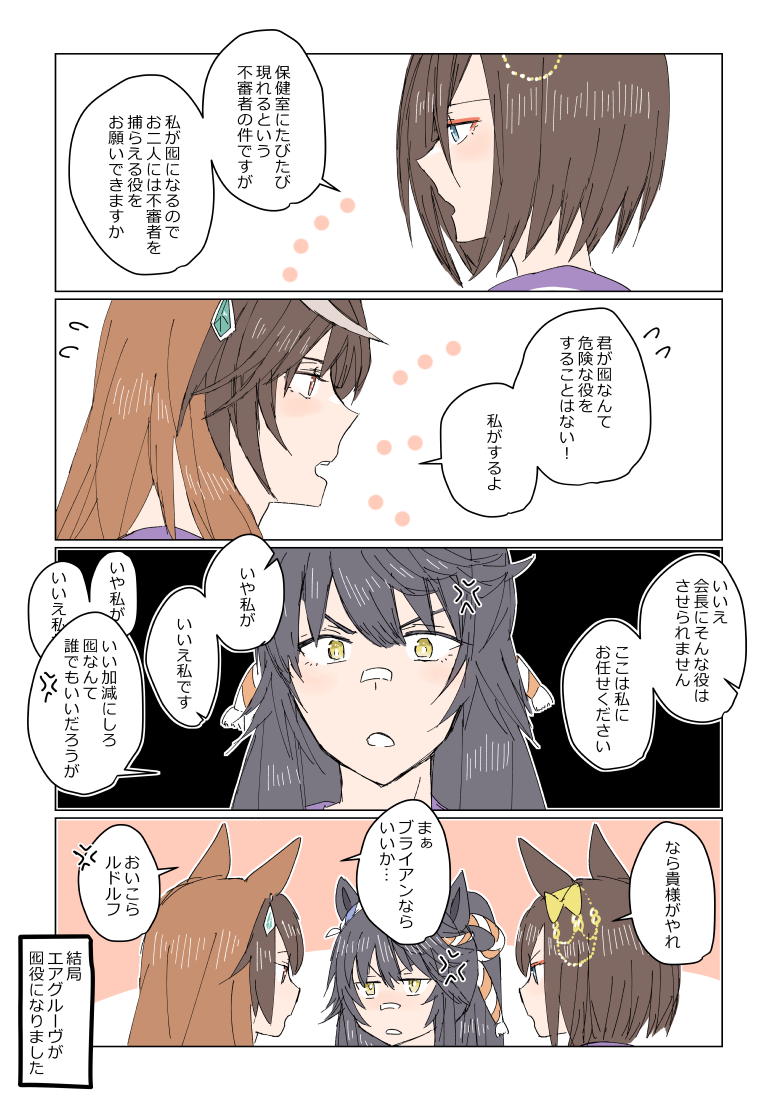 保健室にたびたび
現れるという
不審者の件ですが
私が囮になるので
お二人には不審者を
捕らえる役を
お願いできますか
君が囮なんて
危険な役を
することはない！
私がするよ
いいえ
会長にそんな役は
させられません
ここは私に
お任せください
いや私が
いいえ私です
いや私が
いいえ私
いい加減にしろ
囮なんて
誰でもいいだろうが
なら貴様がやれ
まぁ
ブライアンなら
いいか…
おいこら
ルドルフ
結局
エアグルーヴが
囮役になりました